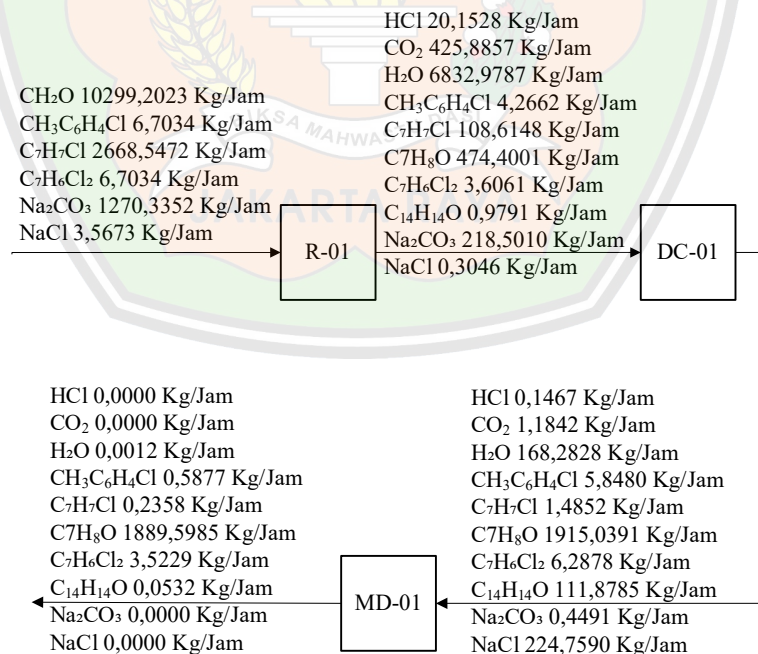 HCl 20,1528 Kg/Jam
CO₂ 425,8857 Kg/Jam
H₂O 6832,9787 Kg/Jam
CH₃C₆H₄Cl 4,2662 Kg/Jam
C₇H₇Cl 108,6148 Kg/Jam
C7H₈O 474,4001 Kg/Jam
C₇H₆Cl₂ 3,6061 Kg/Jam
C₁₄H₁₄O 0,9791 Kg/Jam
Na₂CO₃ 218,5010 Kg/Jam
NaCl 0,3046 Kg/Jam
CH₂O 10299,2023 Kg/Jam
CH₃C₆H₄Cl 6,7034 Kg/Jam
C₇H₇Cl 2668,5472 Kg/Jam
C₇H₆Cl₂ 6,7034 Kg/Jam
Na₂CO₃ 1270,3352 Kg/Jam
NaCl 3,5673 Kg/Jam
R-01
DC-01
JAKARTA RAYA
HCl 0,0000 Kg/Jam
CO₂ 0,0000 Kg/Jam
H₂O 0,0012 Kg/Jam
CH₃C₆H₄Cl 0,5877 Kg/Jam
C₇H₇Cl 0,2358 Kg/Jam
C7H₈O 1889,5985 Kg/Jam
C₇H₆Cl₂ 3,5229 Kg/Jam
C₁₄H₁₄O 0,0532 Kg/Jam
Na₂CO₃ 0,0000 Kg/Jam
NaCl 0,0000 Kg/Jam
MD-01
HCl 0,1467 Kg/Jam
CO₂ 1,1842 Kg/Jam
H₂O 168,2828 Kg/Jam
CH₃C₆H₄Cl 5,8480 Kg/Jam
C₇H₇Cl 1,4852 Kg/Jam
C7H₈O 1915,0391 Kg/Jam
C₇H₆Cl₂ 6,2878 Kg/Jam
C₁₄H₁₄O 111,8785 Kg/Jam
Na₂CO₃ 0,4491 Kg/Jam
NaCl 224,7590 Kg/Jam